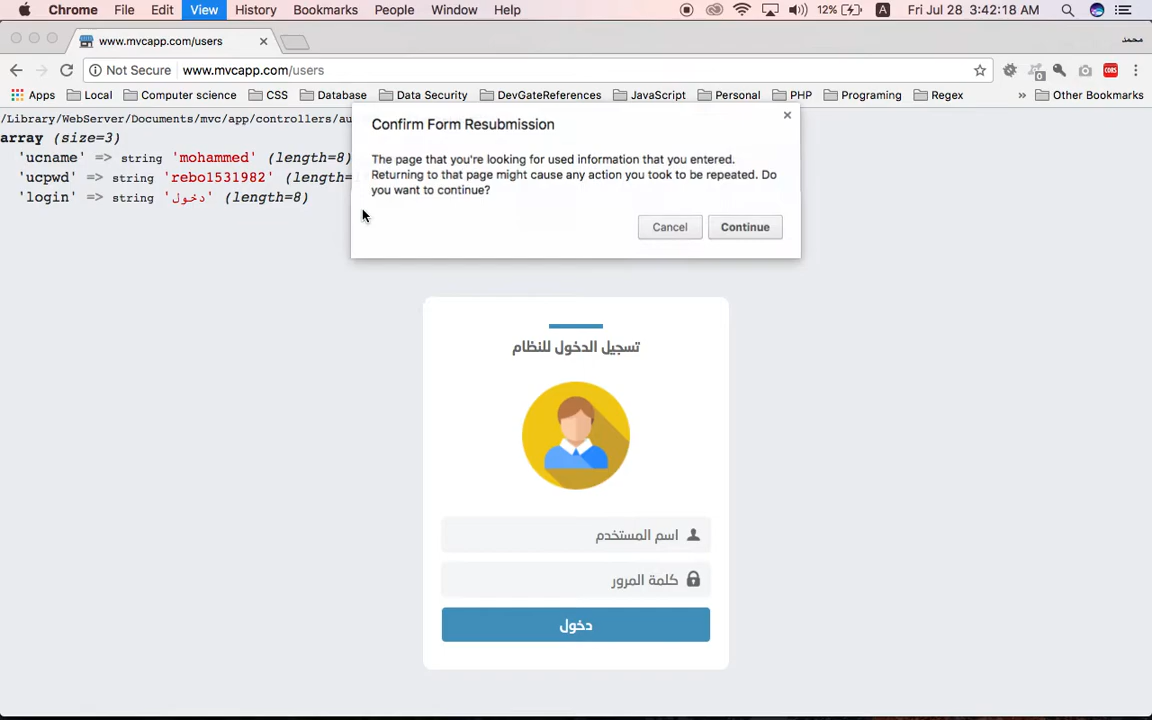 Chrome File Edit View History Bookmarks People Window Help 12% A Fri Jul 28 3:42:18 AM
www.mvcapp.com/users محمد
Not Secure www.mvcapp.com/users 0 CORS
Apps Local Computer science CSS Database Data Security DevGateReferences JavaScript Personal PHP Programing Regex » Other Bookmarks
/Library/WebServer/Documents/mvc/app/controllers/au
array (size=3)
'ucname' => string 'mohammed' (length=8)
'ucpwd' => string 'rebo1531982' (length=
'login' => string 'دخول' (length=8)
Confirm Form Resubmission
The page that you're looking for used information that you entered.
Returning to that page might cause any action you took to be repeated. Do
you want to continue?
Cancel Continue
تسجيل الدخول للنظام
اسم المستخدم
كلمة المرور
دخول